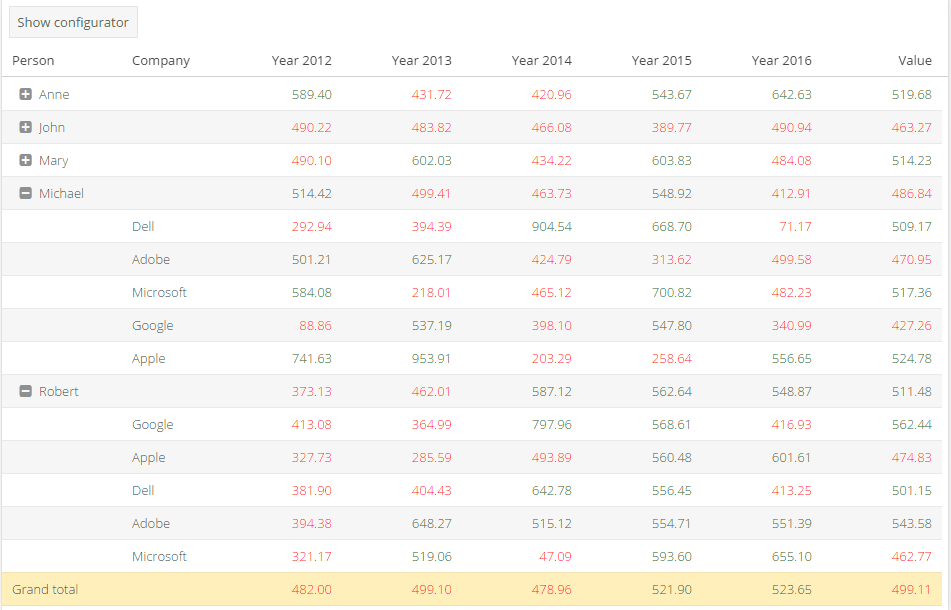 Show configurator
Person Company Year 2012 Year 2013 Year 2014 Year 2015 Year 2016 Value
Anne 589.40 431.72 420.96 543.67 642.63 519.68
John 490.22 483.82 466.08 389.77 490.94 463.27
Mary 490.10 602.03 434.22 603.83 484.08 514.23
Michael 514.42 499.41 463.73 548.92 412.91 486.84
Dell 292.94 394.39 904.54 668.70 71.17 509.17
Adobe 501.21 625.17 424.79 313.62 499.58 470.95
Microsoft 584.08 218.01 465.12 700.82 482.23 517.36
Google 88.86 537.19 398.10 547.80 340.99 427.26
Apple 741.63 953.91 203.29 258.64 556.65 524.78
Robert 373.13 462.01 587.12 562.64 548.87 511.48
Google 413.08 364.99 797.96 568.61 416.93 562.44
Apple 327.73 285.59 493.89 560.48 601.61 474.83
Dell 381.90 404.43 642.78 556.45 413.25 501.15
Adobe 394.38 648.27 515.12 554.71 551.39 543.58
Microsoft 321.17 519.06 47.09 593.60 655.10 462.77
Grand total 482.00 499.10 478.96 521.90 523.65 499.11